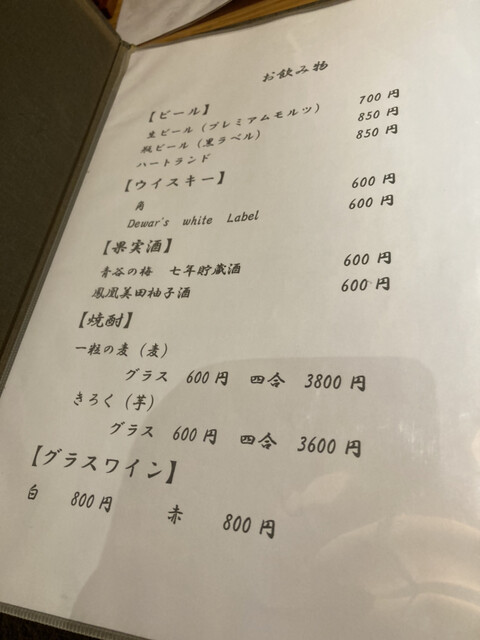 お飲み物
【ビール】
生ビール（プレミアムモルツ） 700円
瓶ビール（黒ラベル） 850円
ハートランド 850円
【ウイスキー】
角 600円
Dewar's white Label 600円
【果実酒】
青谷の梅 七年貯蔵酒 600円
鳳凰美田柚子酒 600円
【焼酎】
一粒の麦（麦）
グラス 600円 四合 3800円
きろく（芋）
グラス 600円 四合 3600円
【グラスワイン】
白 800円 赤 800円